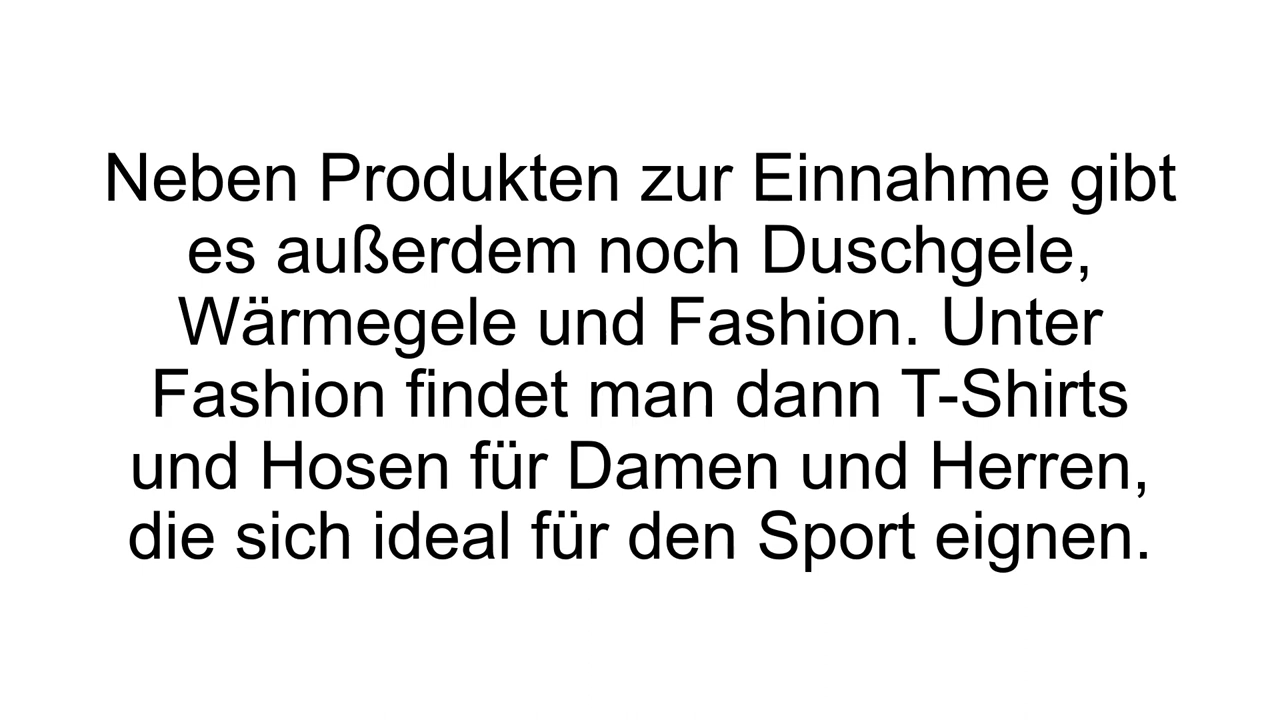 Neben Produkten zur Einnahme gibt
es außerdem noch Duschgele,
Wärmegele und Fashion. Unter
Fashion findet man dann T-Shirts
und Hosen für Damen und Herren,
die sich ideal für den Sport eignen.